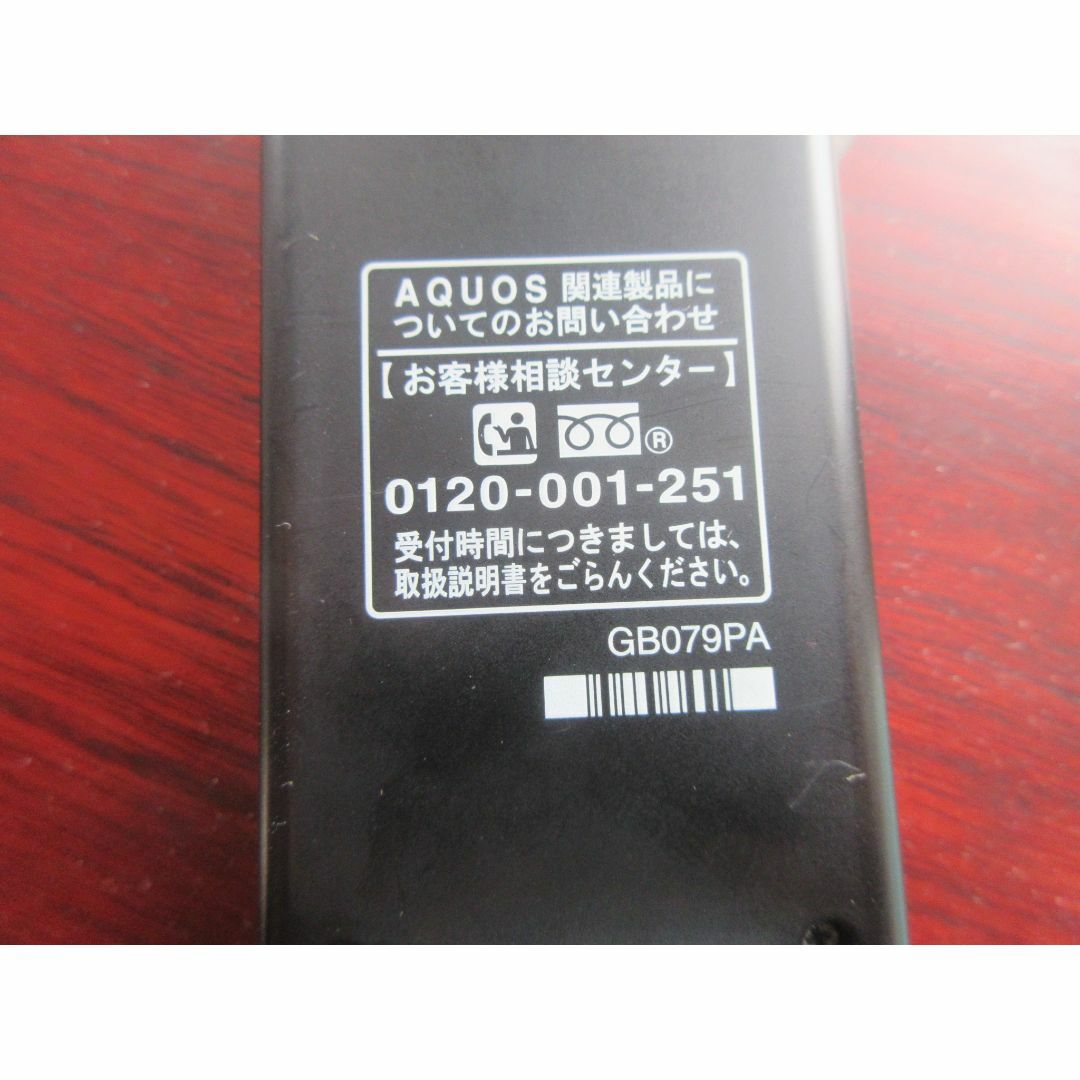 AQUOS 関連製品に
ついてのお問い合わせ
【お客様相談センター】
®
0120-001-251
受付時間につきましては、
取扱説明書をごらんください。
GB079PA